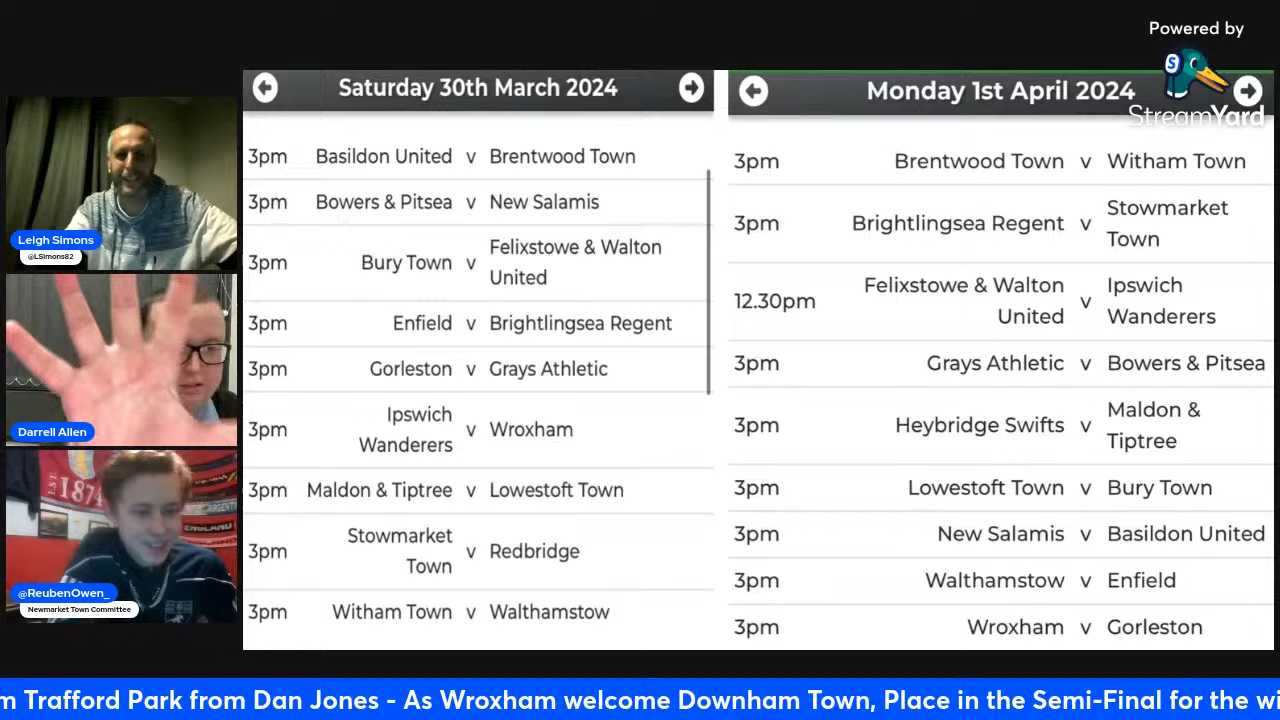 Powered by
StreamYard
S
Saturday 30th March 2024
3pm Basildon United v Brentwood Town
3pm Bowers & Pitsea v New Salamis
3pm Bury Town v Felixstowe & Walton
United
3pm Enfield v Brightlingsea Regent
3pm Gorleston v Grays Athletic
3pm Ipswich
Wanderers v Wroxham
3pm Maldon & Tiptree v Lowestoft Town
3pm Stowmarket
Town v Redbridge
3pm Witham Town v Walthamstow
Monday 1st April 2024
3pm Brentwood Town v Witham Town
3pm Brightlingsea Regent v Stowmarket
Town
12.30pm Felixstowe & Walton
United v Ipswich
Wanderers
3pm Grays Athletic v Bowers & Pitsea
3pm Heybridge Swifts v Maldon &
Tiptree
3pm Lowestoft Town v Bury Town
3pm New Salamis v Basildon United
3pm Walthamstow v Enfield
3pm Wroxham v Gorleston
Leigh Simons
@LSimons82
Darrell Allen
EST
1874
ARGENTI
ENGLAND
@ReubenOwen_
Newmarket Town Committee
m Trafford Park from Dan Jones - As Wroxham welcome Downham Town, Place in the Semi-Final for the wi